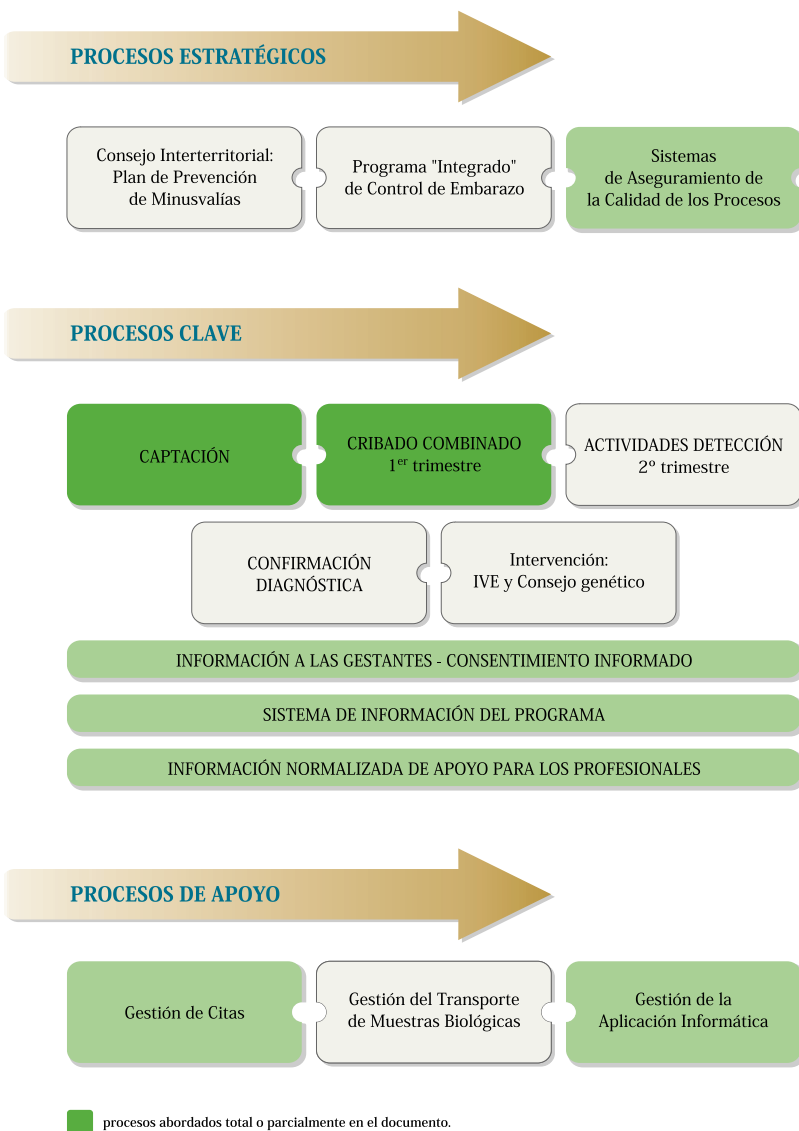 PROCESOS ESTRATÉGICOS
Consejo Interterritorial:
Plan de Prevención
de Minusvalías
Programa "Integrado"
de Control de Embarazo
Sistemas
de Aseguramiento de
la Calidad de los Procesos
PROCESOS CLAVE
CAPTACIÓN
CRIBADO COMBINADO
1er trimestre
ACTIVIDADES DETECCIÓN
2º trimestre
CONFIRMACIÓN
DIAGNÓSTICA
Intervención:
IVE y Consejo genético
INFORMACIÓN A LAS GESTANTES - CONSENTIMIENTO INFORMADO
SISTEMA DE INFORMACIÓN DEL PROGRAMA
INFORMACIÓN NORMALIZADA DE APOYO PARA LOS PROFESIONALES
PROCESOS DE APOYO
Gestión de Citas
Gestión del Transporte
de Muestras Biológicas
Gestión de la
Aplicación Informática
procesos abordados total o parcialmente en el documento.